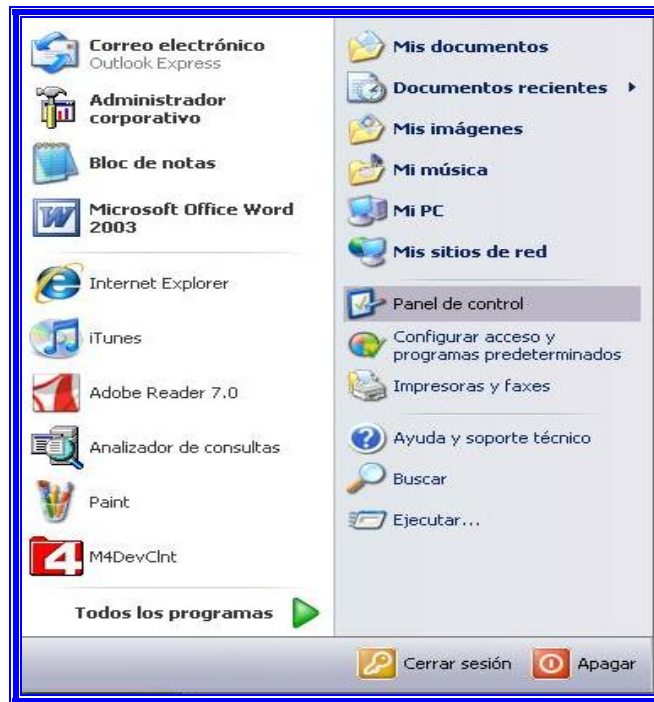 Correo electrónico
Outlook Express
Administrador
corporativo
Bloc de notas
Microsoft Office Word
2003
Internet Explorer
iTunes
Adobe Reader 7.0
Analizador de consultas
Paint
4
M4DevClnt
Todos los programas
Mis documentos
Documentos recientes
Mis imágenes
Mi música
Mi PC
Mis sitios de red
Panel de control
Configurar acceso y
programas predeterminados
Impresoras y faxes
Ayuda y soporte técnico
Buscar
Ejecutar...
Cerrar sesión
Apagar